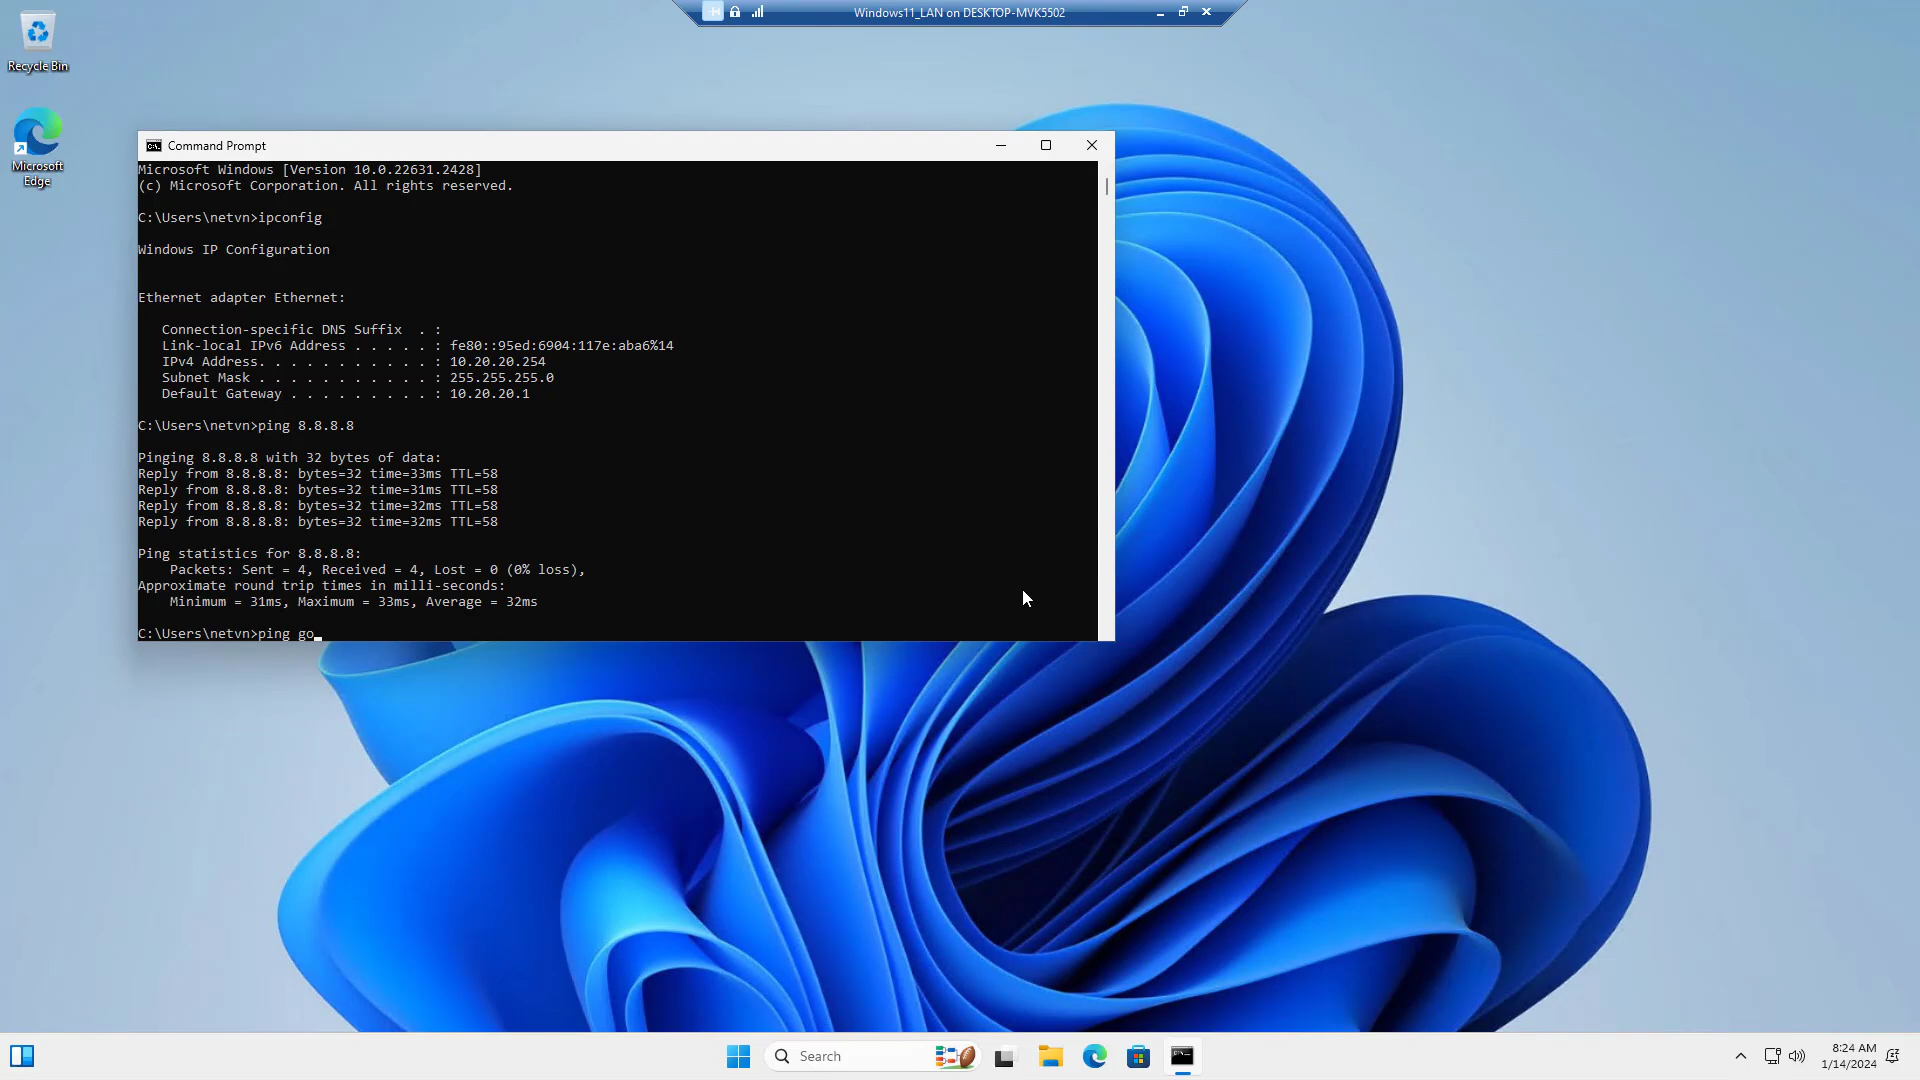 Windows11_LAN on DESKTOP-MVK5502
Recycle Bin
Microsoft
Edge
Command Prompt
Microsoft Windows [Version 10.0.22631.2428]
(c) Microsoft Corporation. All rights reserved.
C:\Users\netvn>ipconfig
Windows IP Configuration
Ethernet adapter Ethernet:
Connection-specific DNS Suffix  . :
Link-local IPv6 Address . . . . . : fe80::95ed:6904:117e:aba6%14
IPv4 Address. . . . . . . . . . . : 10.20.20.254
Subnet Mask . . . . . . . . . . . : 255.255.255.0
Default Gateway . . . . . . . . . : 10.20.20.1
C:\Users\netvn>ping 8.8.8.8
Pinging 8.8.8.8 with 32 bytes of data:
Reply from 8.8.8.8: bytes=32 time=33ms TTL=58
Reply from 8.8.8.8: bytes=32 time=31ms TTL=58
Reply from 8.8.8.8: bytes=32 time=32ms TTL=58
Reply from 8.8.8.8: bytes=32 time=32ms TTL=58
Ping statistics for 8.8.8.8:
Packets: Sent = 4, Received = 4, Lost = 0 (0% loss),
Approximate round trip times in milli-seconds:
Minimum = 31ms, Maximum = 33ms, Average = 32ms
C:\Users\netvn>ping go_
Search
8:24 AM
1/14/2024